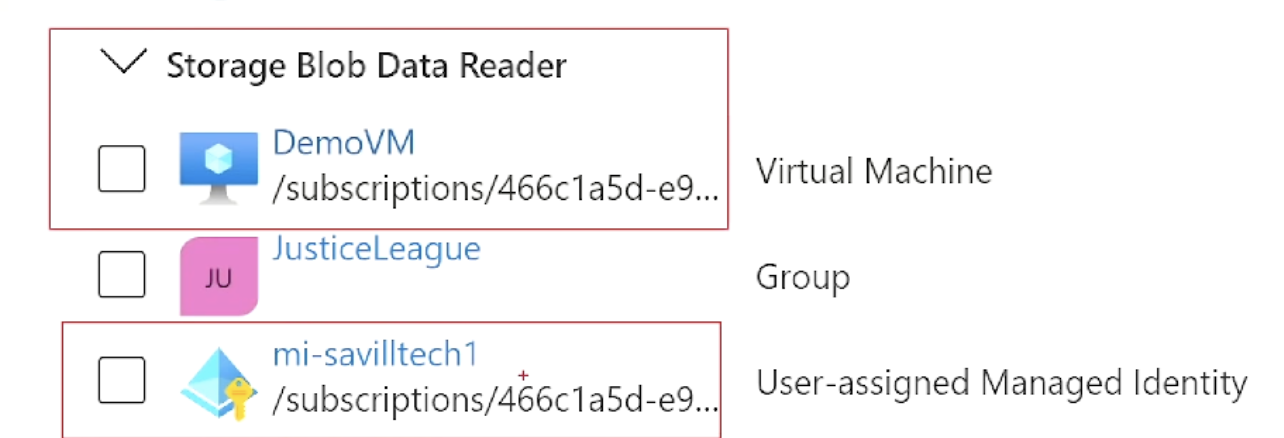 Storage Blob Data Reader
DemoVM
/subscriptions/466c1a5d-e9...
Virtual Machine
JusticeLeague
JU
Group
mi-savilltech1
/subscriptions/466c1a5d-e9...
User-assigned Managed Identity